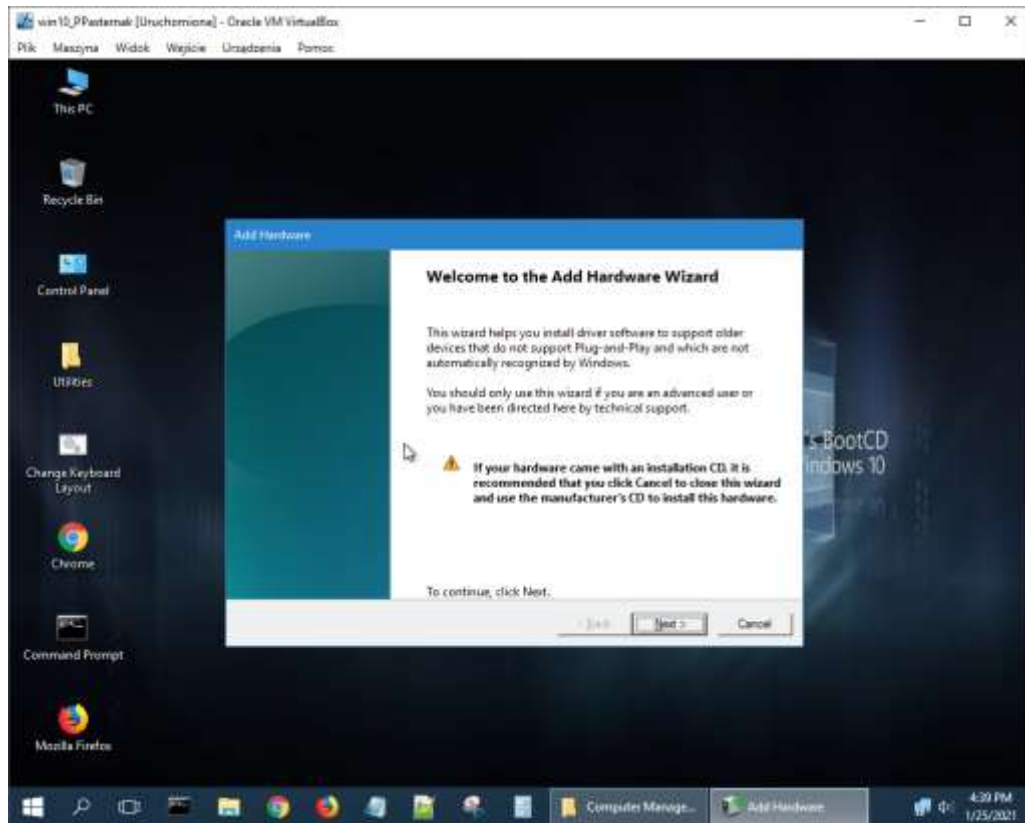 win10_PPasternak [Uruchomiona] - Oracle VM VirtualBox
Plik Maszyna Widok Wejście Urządzenia Pomoc
This PC
Recycle Bin
Control Panel
Utilities
Change Keyboard
Layout
Chrome
Command Prompt
Mozilla Firefox
's BootCD
indows 10
Add Hardware
Welcome to the Add Hardware Wizard
This wizard helps you install driver software to support older
devices that do not support Plug-and-Play and which are not
automatically recognized by Windows.
You should only use this wizard if you are an advanced user or
you have been directed here by technical support.
If your hardware came with an installation CD, it is
recommended that you click Cancel to close this wizard
and use the manufacturer's CD to install this hardware.
To continue, click Next.
< Back Next > Cancel
Computer Manage... Add Hardware
4:39 PM
1/25/2021